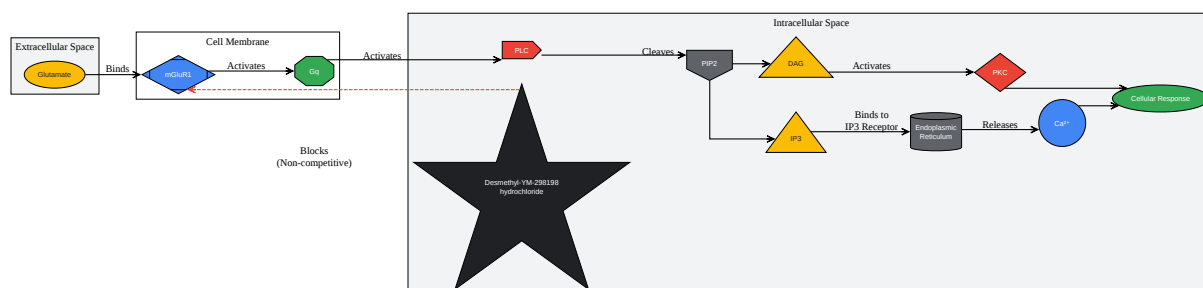 Extracellular Space
Glutamate
Binds
Cell Membrane
mGluR1
Activates
Gq
Activates
Intracellular Space
PLC
Cleaves
PIP2
DAG
Activates
PKC
Cellular Response
IP3
Binds to
IP3 Receptor
Endoplasmic
Reticulum
Releases
Ca²⁺
Blocks
(Non-competitive)
Desmethyl-YM-298198
hydrochloride